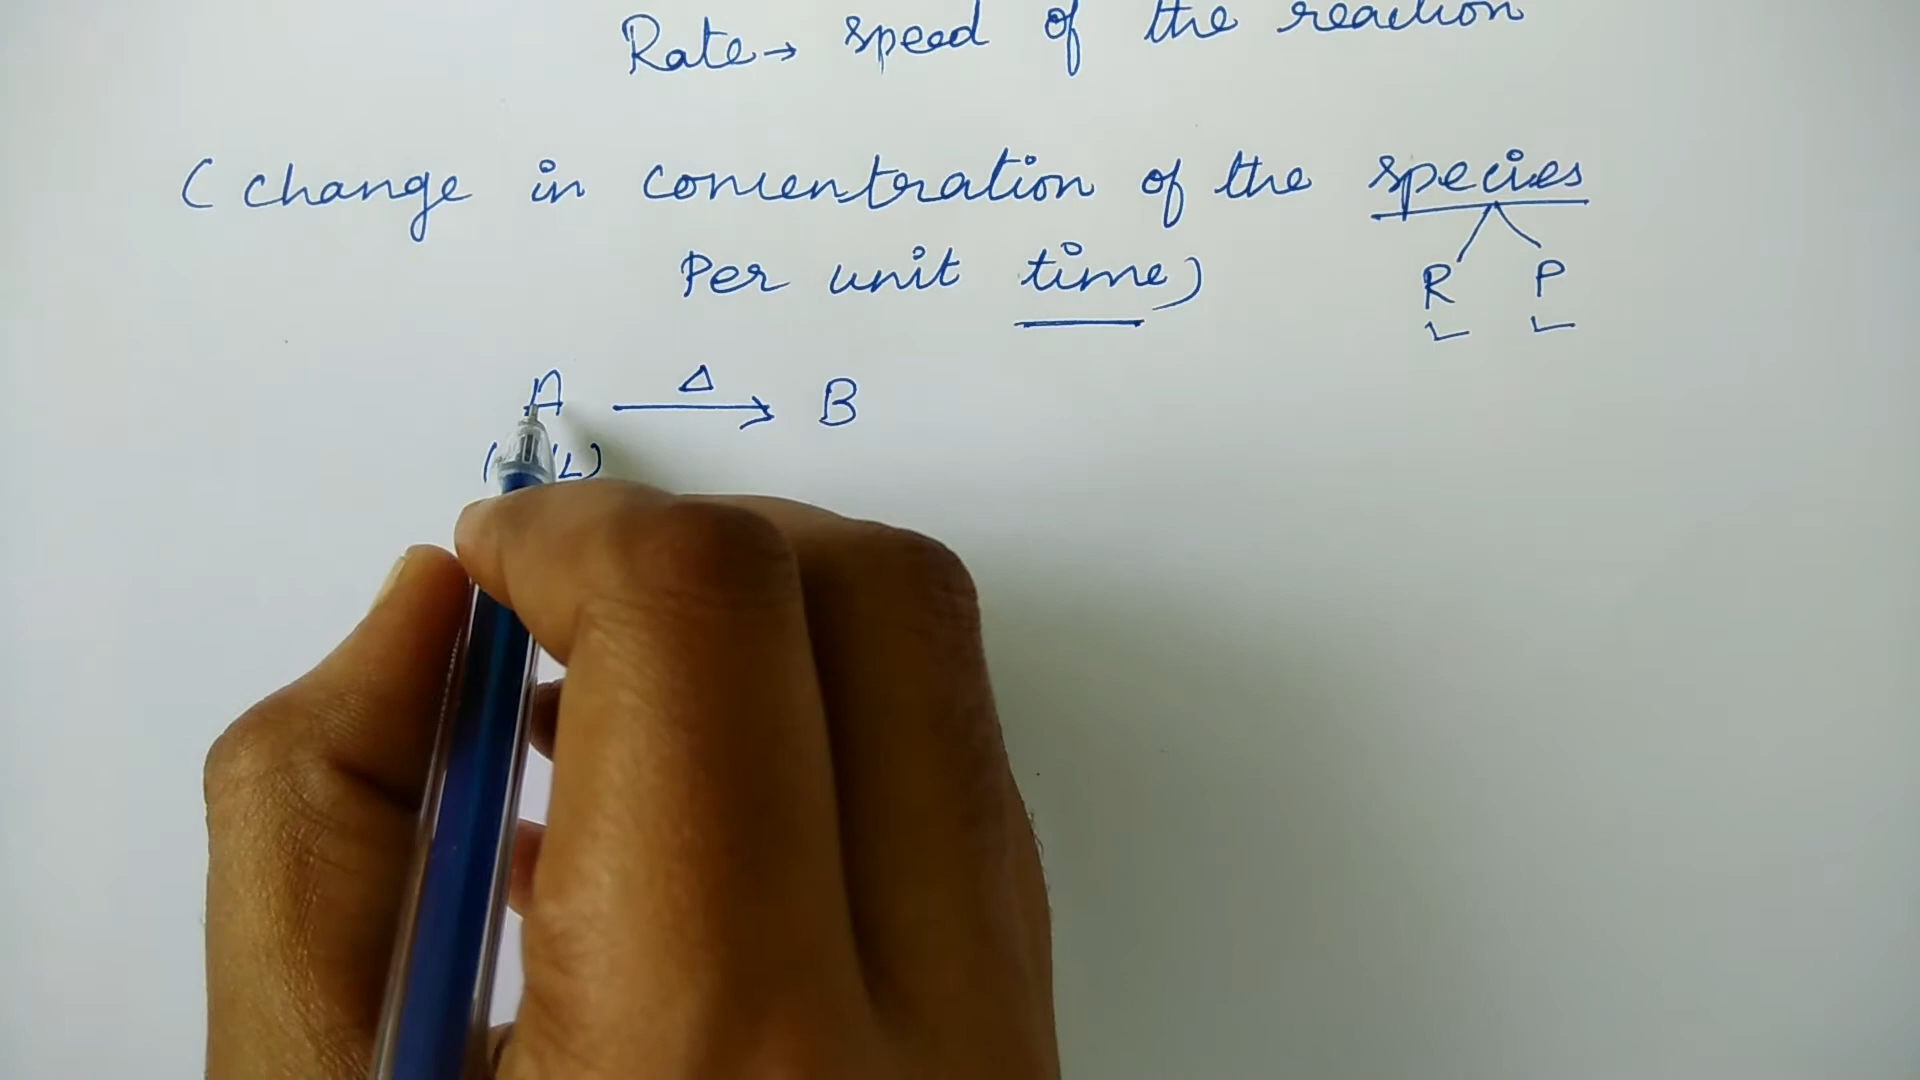 Rate → speed of the reaction
(change in concentration of the species
Per unit time)
R P
Δ
A → B
( /L)